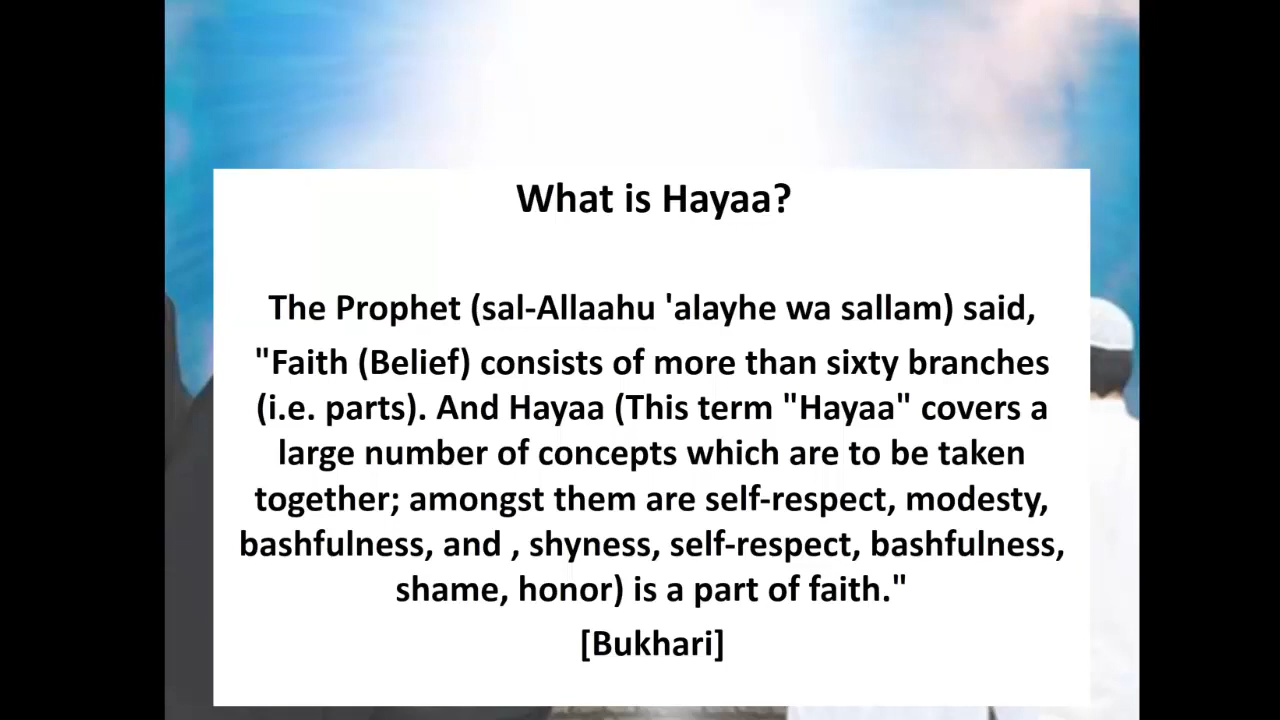 What is Hayaa?
The Prophet (sal-Allaahu 'alayhe wa sallam) said,
"Faith (Belief) consists of more than sixty branches
(i.e. parts). And Hayaa (This term "Hayaa" covers a
large number of concepts which are to be taken
together; amongst them are self-respect, modesty,
bashfulness, and , shyness, self-respect, bashfulness,
shame, honor) is a part of faith."
[Bukhari]